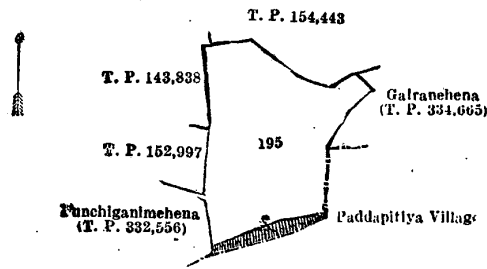 T. P. 154,443
T. P. 143,838
Galranehena
(T. P. 334,665)
T. P. 152,997
195
Punchiganimehena
(T. P. 332,556)
Paddapitiya Village